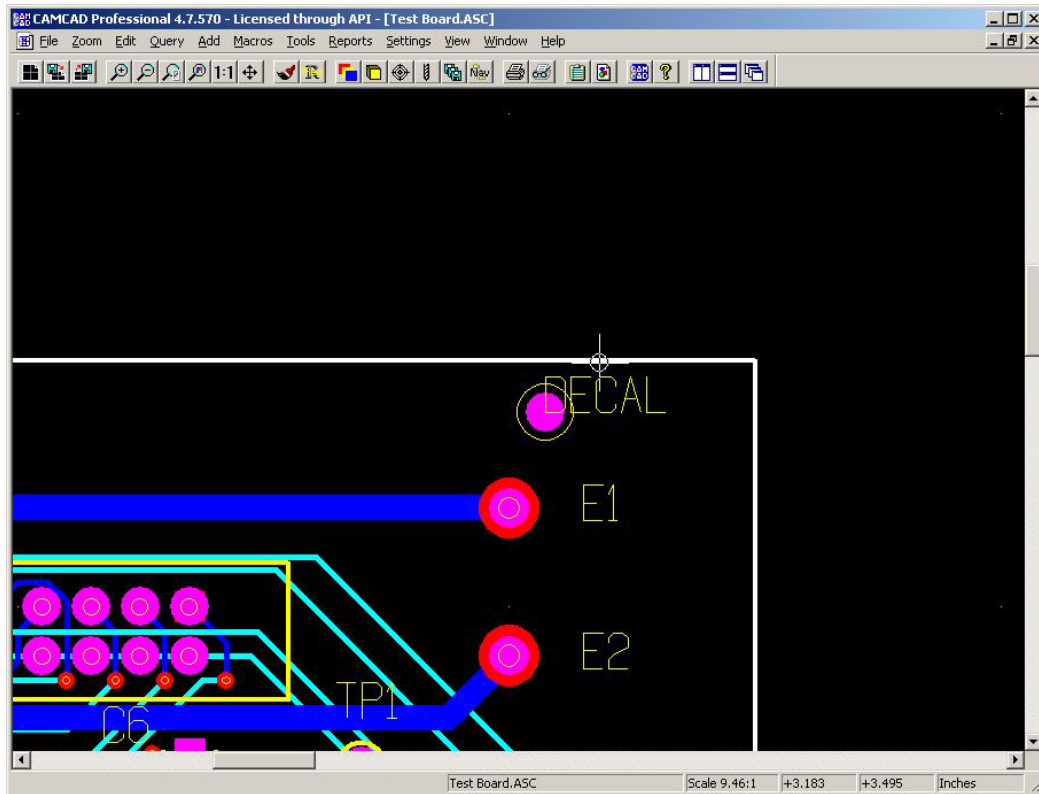 CAMCAD Professional 4.7.570 - Licensed through API - [Test Board.ASC]
File Zoom Edit Query Add Macros Tools Reports Settings View Window Help
1:1 R Nav ?
DECAL
E1
E2
TP1
C6
Test Board.ASC Scale 9.46:1 +3.183 +3.495 Inches